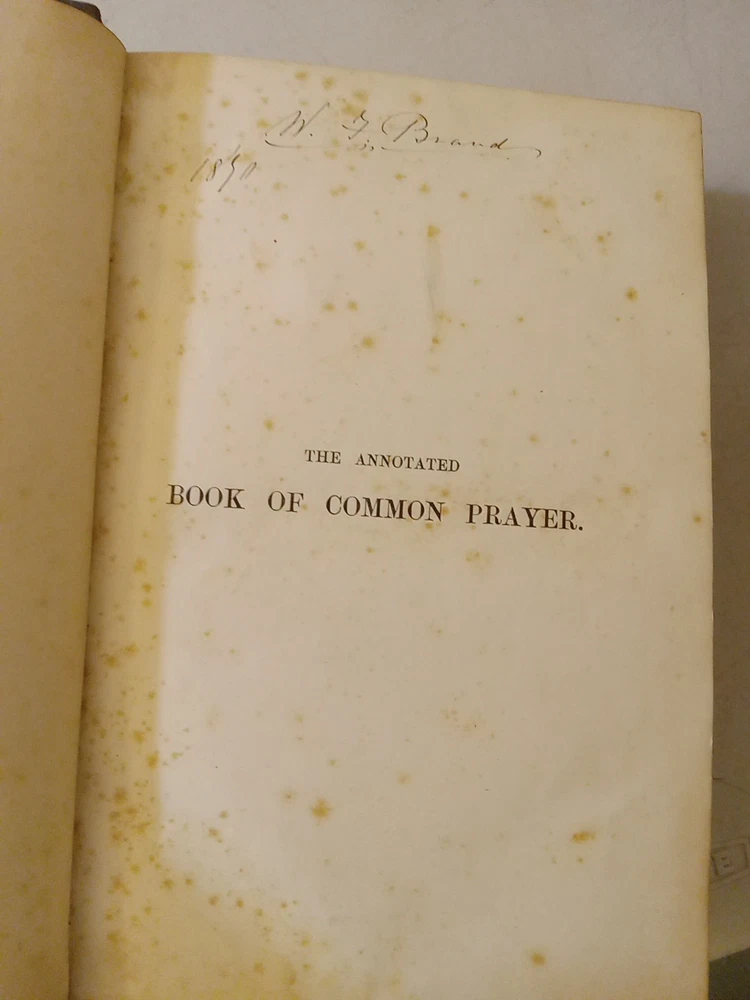 W. F. Brand
1870
THE ANNOTATED
BOOK OF COMMON PRAYER.